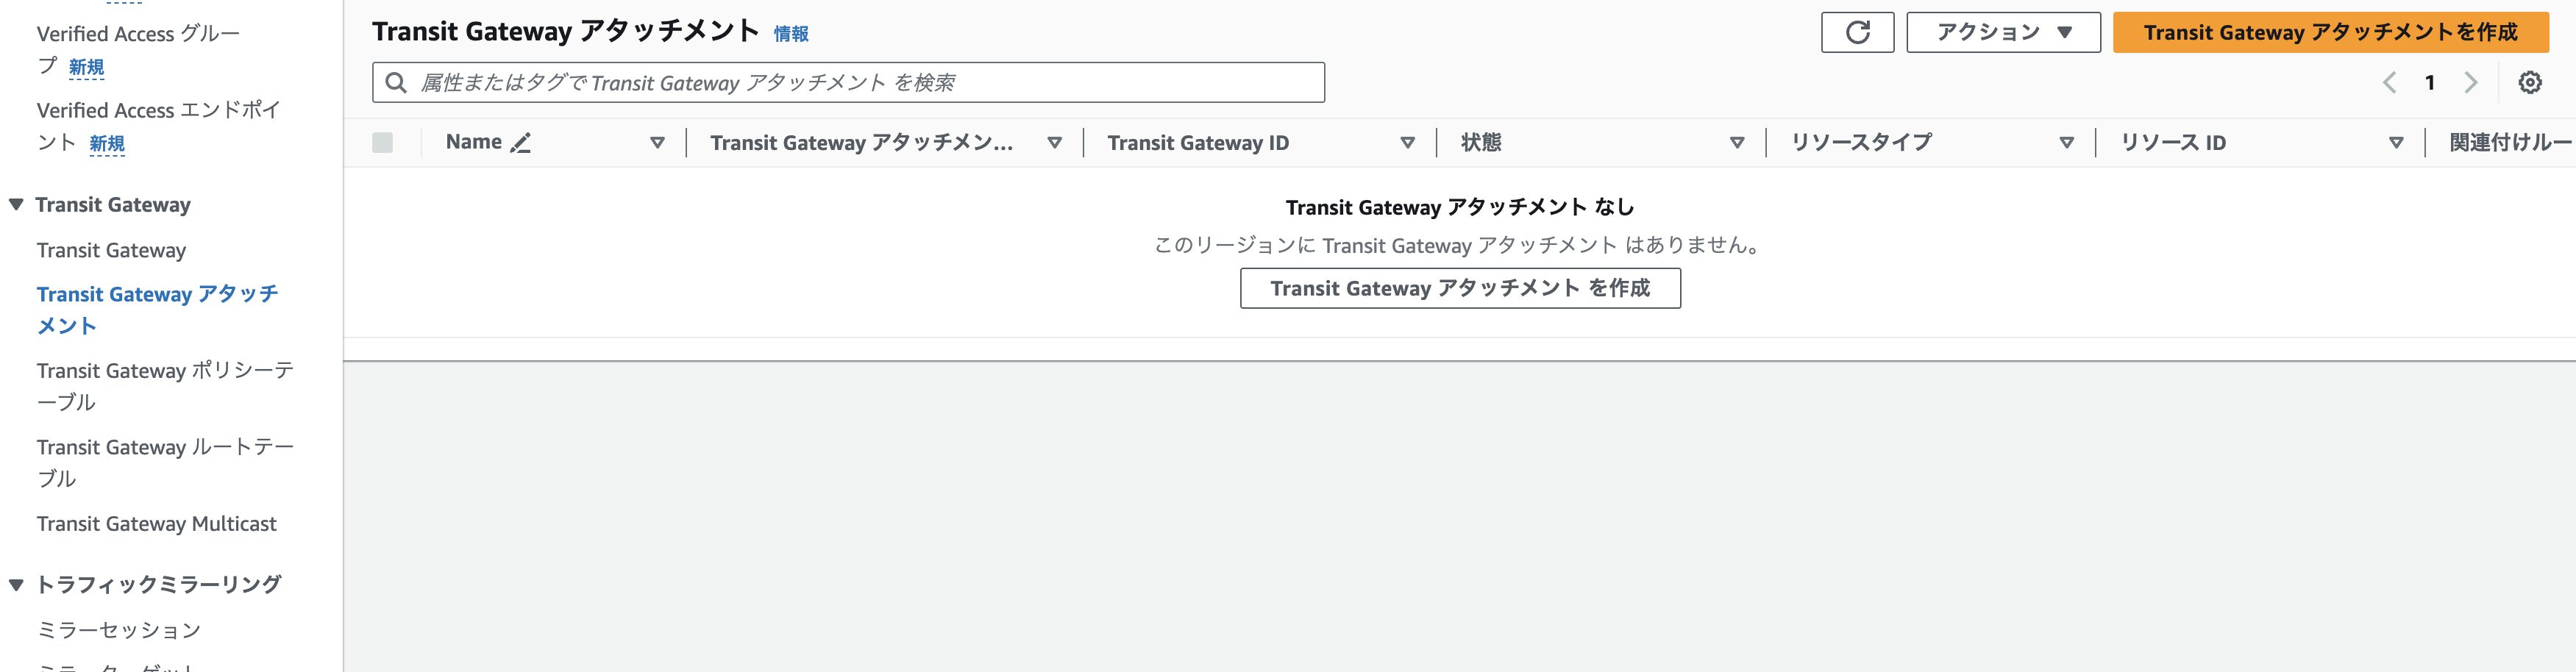 Verified Access グルー
プ 新規
Verified Access エンドポイ
ント 新規
Transit Gateway
Transit Gateway
Transit Gateway アタッチ
メント
Transit Gateway ポリシーテ
ーブル
Transit Gateway ルートテー
ブル
Transit Gateway Multicast
トラフィックミラーリング
ミラーセッション
Transit Gateway アタッチメント 情報
アクション
Transit Gateway アタッチメントを作成
属性またはタグで Transit Gateway アタッチメント を検索
1
Name
Transit Gateway アタッチメン...
Transit Gateway ID
状態
リソースタイプ
リソース ID
関連付けルー
Transit Gateway アタッチメント なし
このリージョンに Transit Gateway アタッチメント はありません。
Transit Gateway アタッチメント を作成